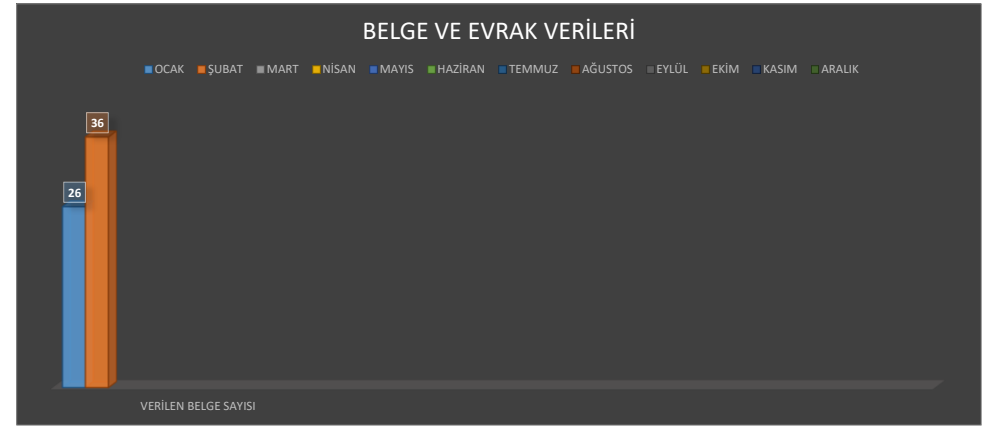 BELGE VE EVRAK VERİLERİ
OCAK ŞUBAT MART NİSAN MAYIS HAZİRAN TEMMUZ AĞUSTOS EYLÜL EKİM KASIM ARALIK
36
26
VERİLEN BELGE SAYISI